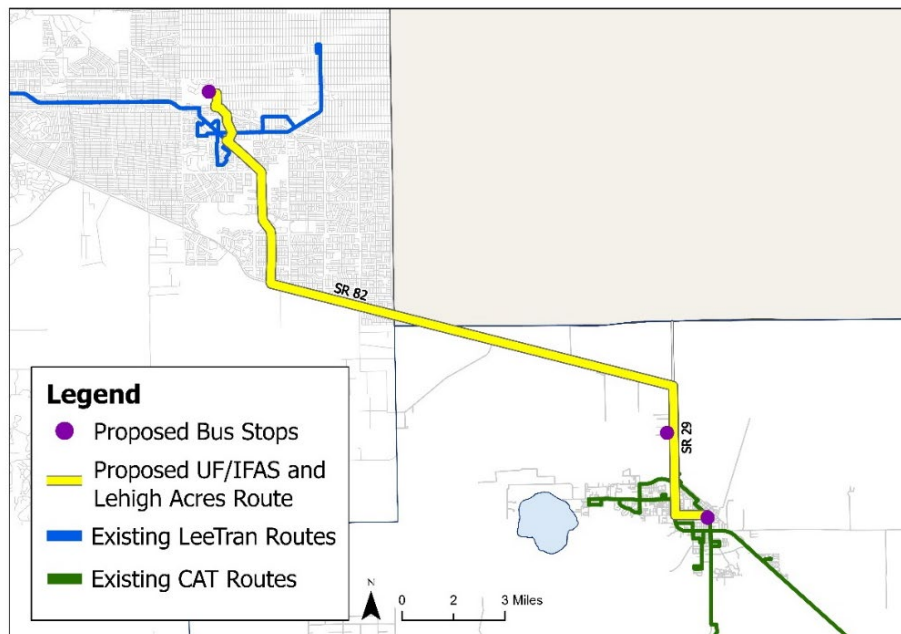 SR 82
SR 29
Legend
Proposed Bus Stops
Proposed UF/IFAS and
Lehigh Acres Route
Existing LeeTran Routes
Existing CAT Routes
N
0 2 3 Miles